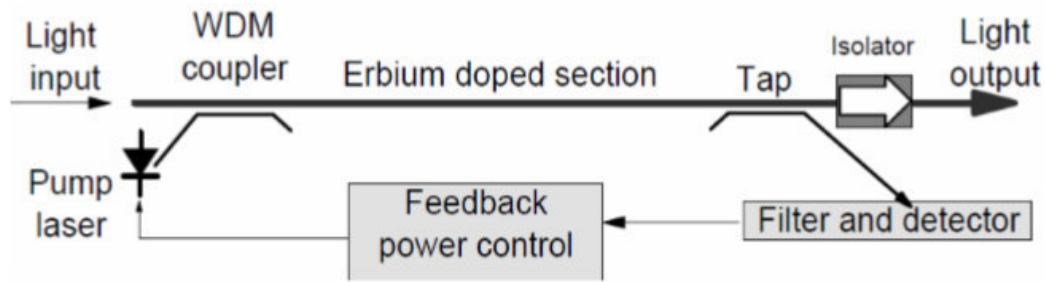 Light
input
WDM
coupler
Erbium doped section
Tap
Isolator
Light
output
Pump
laser
Feedback
power control
Filter and detector